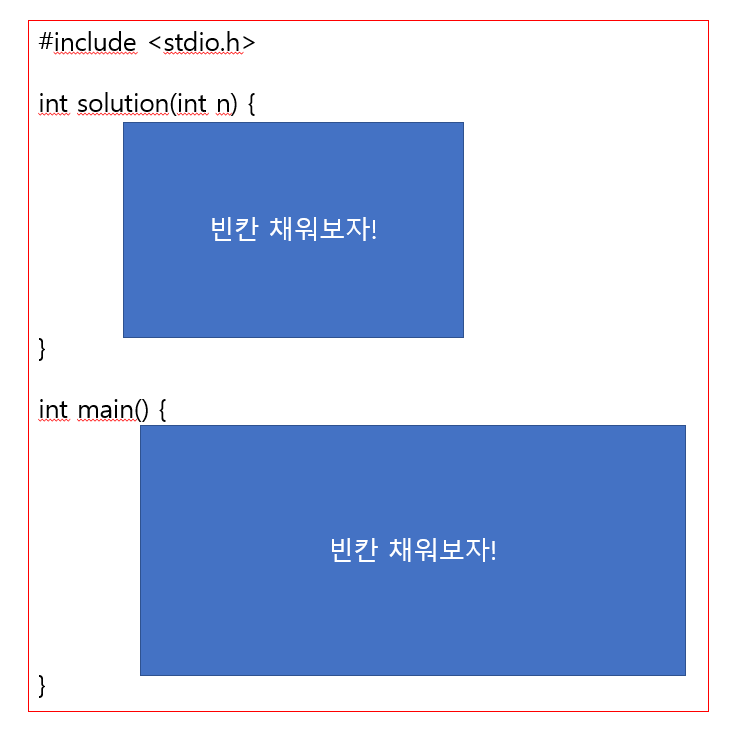 #include <stdio.h>
int solution(int n) {
빈칸 채워보자!
}
int main() {
빈칸 채워보자!
}